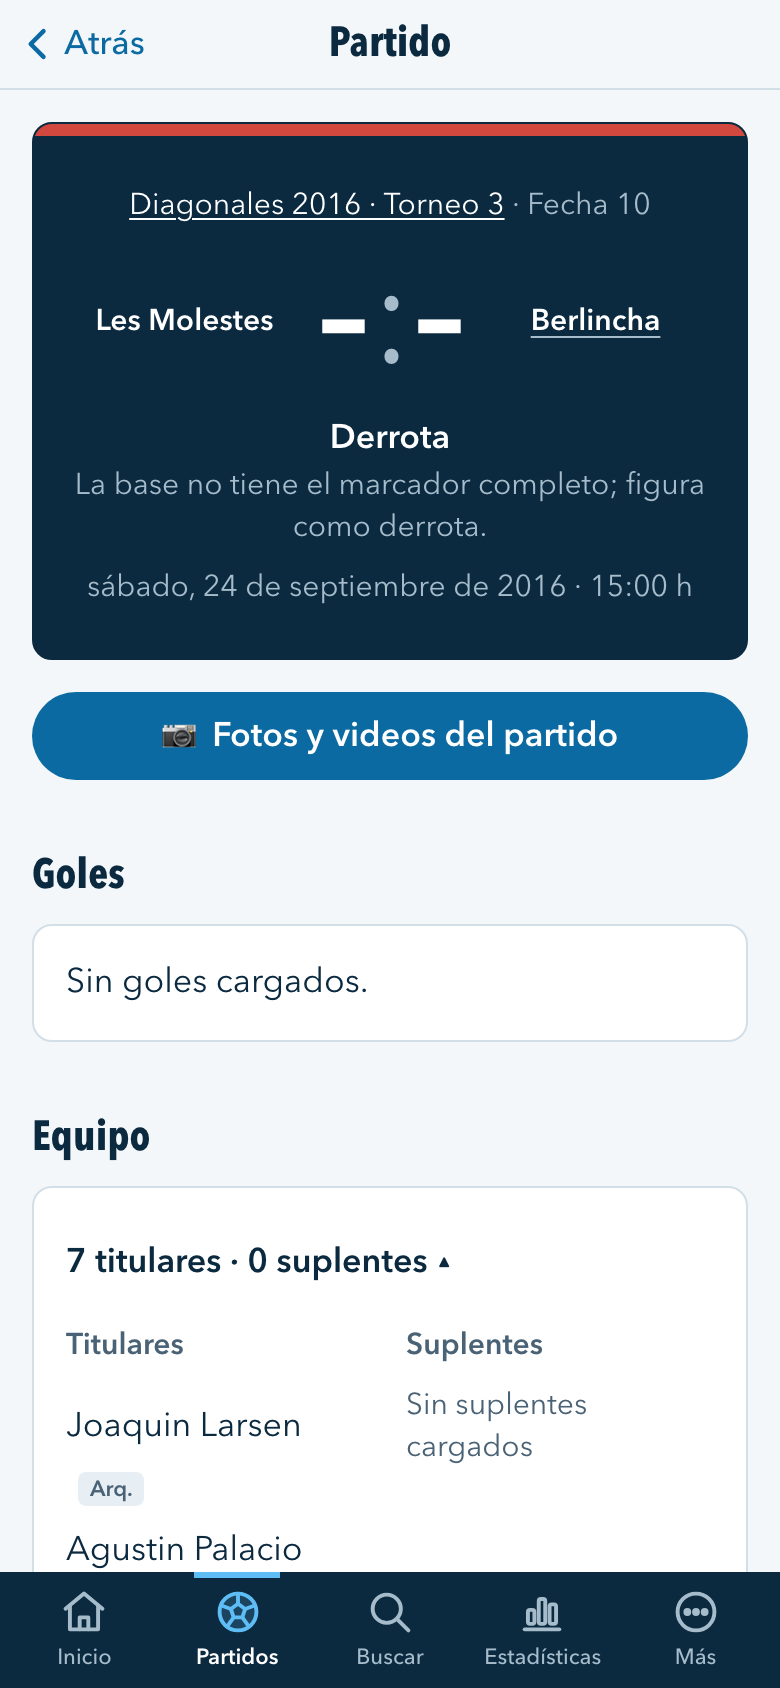 Atrás
Partido
Diagonales 2016 · Torneo 3 · Fecha 10
Les Molestes
– : –
Berlincha
Derrota
La base no tiene el marcador completo; figura
como derrota.
sábado, 24 de septiembre de 2016 · 15:00 h
Fotos y videos del partido
Goles
Sin goles cargados.
Equipo
7 titulares · 0 suplentes ▴
Titulares
Joaquin Larsen
Arq.
Agustin Palacio
Suplentes
Sin suplentes
cargados
Inicio
Partidos
Buscar
Estadísticas
Más